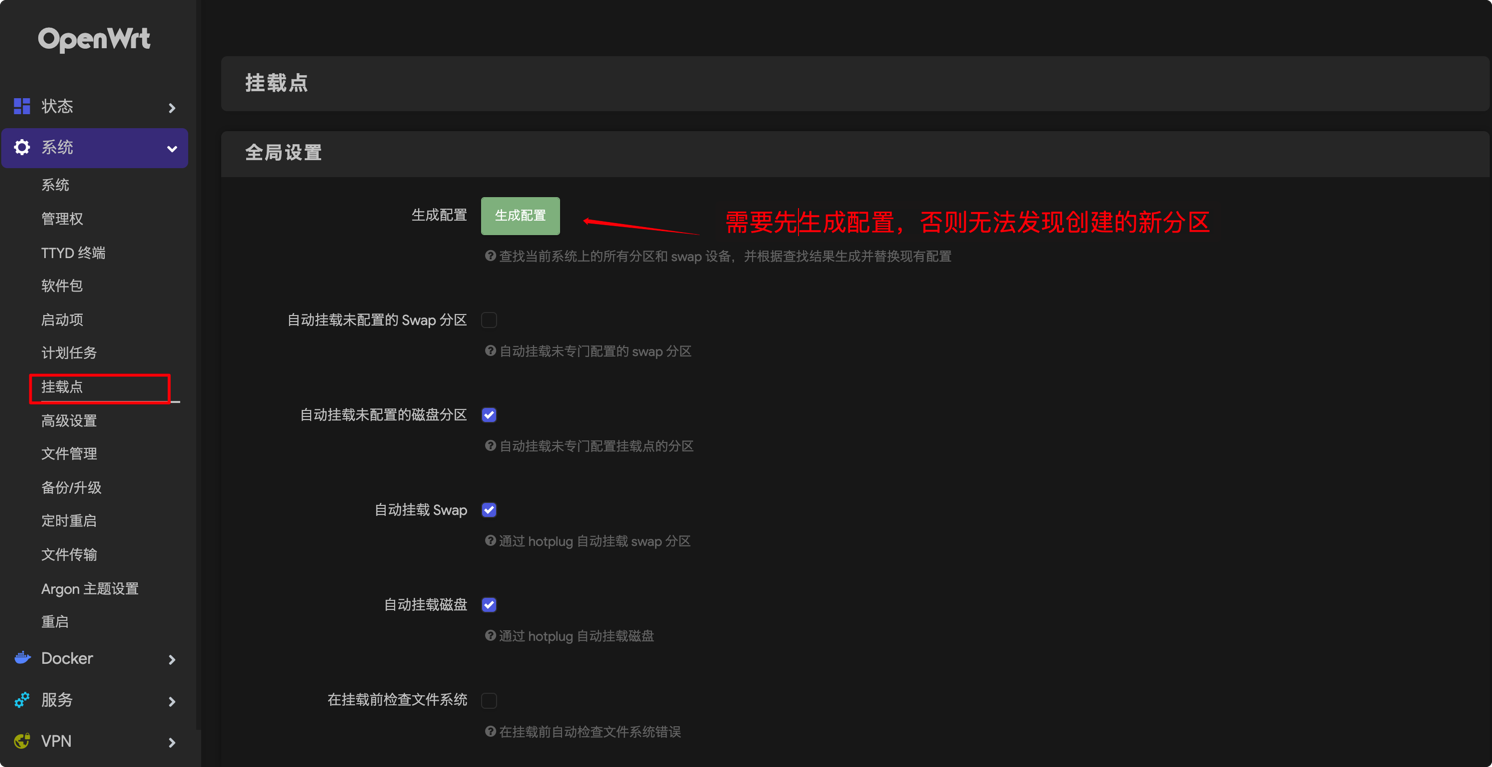 OpenWrt
状态
系统
系统
管理权
TTYD 终端
软件包
启动项
计划任务
挂载点
高级设置
文件管理
备份/升级
定时重启
文件传输
Argon 主题设置
重启
Docker
服务
VPN
挂载点
全局设置
生成配置 生成配置 需要先生成配置，否则无法发现创建的新分区
查找当前系统上的所有分区和 swap 设备，并根据查找结果生成并替换现有配置
自动挂载未配置的 Swap 分区
自动挂载未专门配置的 swap 分区
自动挂载未配置的磁盘分区
自动挂载未专门配置挂载点的分区
自动挂载 Swap
通过 hotplug 自动挂载 swap 分区
自动挂载磁盘
通过 hotplug 自动挂载磁盘
在挂载前检查文件系统
在挂载前自动检查文件系统错误